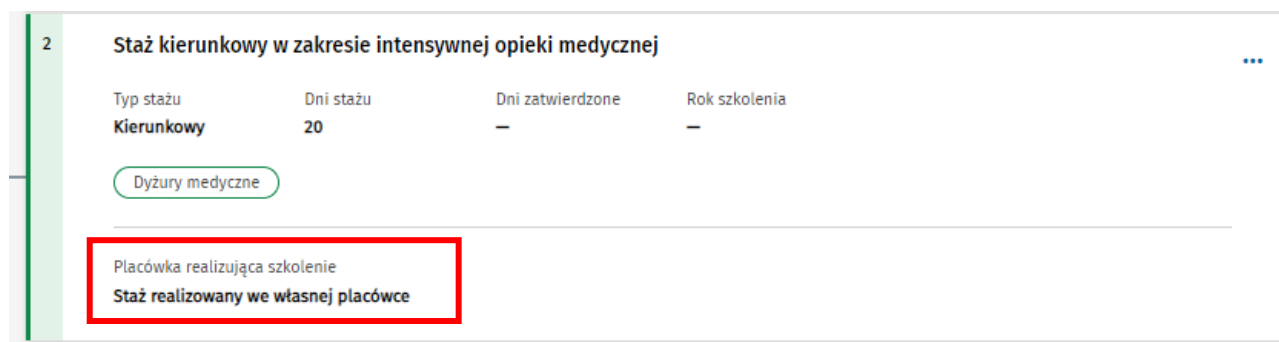 2
Staż kierunkowy w zakresie intensywnej opieki medycznej
...
Typ stażu Dni stażu Dni zatwierdzone Rok szkolenia
Kierunkowy 20 — —
Dyżury medyczne
Placówka realizująca szkolenie
Staż realizowany we własnej placówce